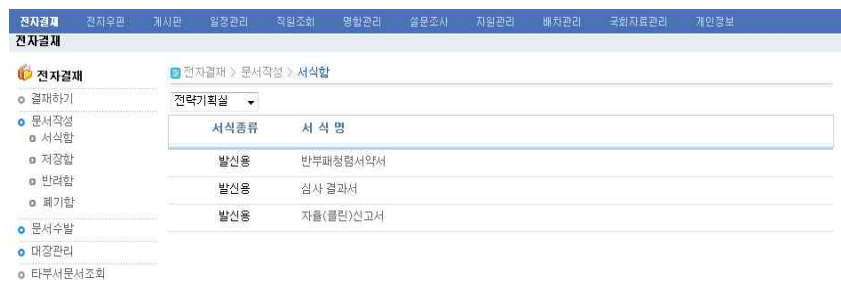 전자결재 전자우편 게시판 일정관리 직원조회 명함관리 설문조사 자원관리 배차관리 국회자료관리 개인정보
전자결재
전자결재
결재하기
문서작성
서식함
저장함
반려함
폐기함
문서수발
대장관리
타부서문서조회
전자결재 > 문서작성 > 서식함
전략기획실
서식종류 서 식 명
발신용 반부패청렴서약서
발신용 심사 결과서
발신용 자율(클린)신고서